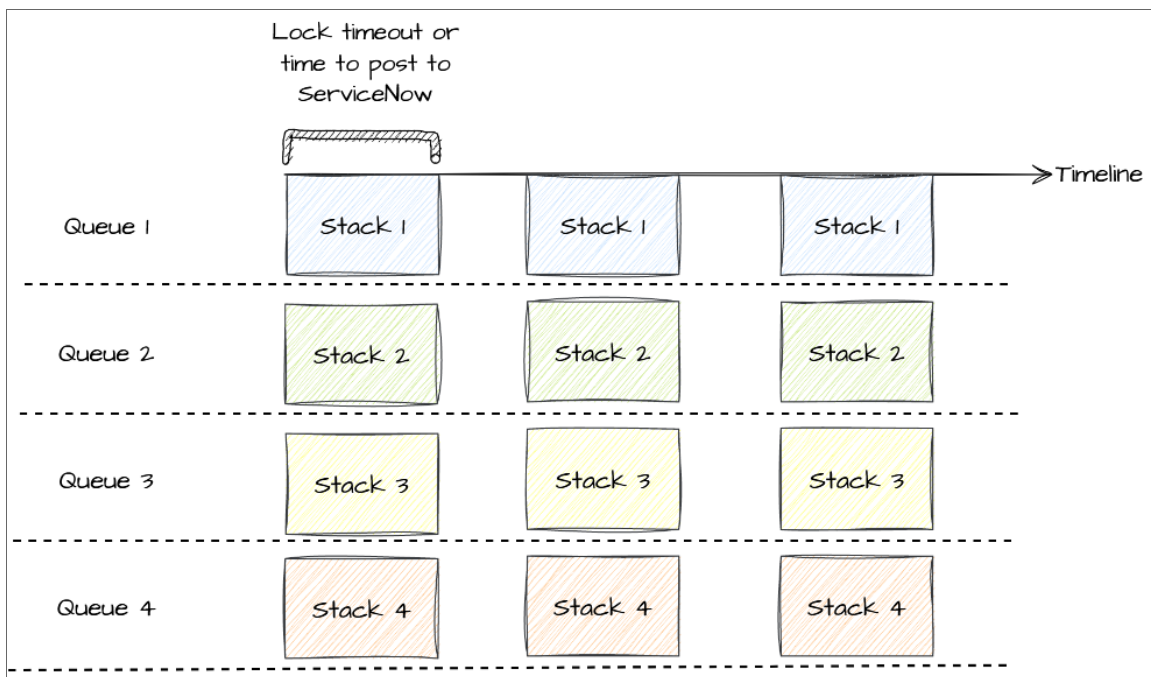 Lock timeout or
time to post to
ServiceNow
Timeline
Queue 1
Stack 1
Stack 1
Stack 1
Queue 2
Stack 2
Stack 2
Stack 2
Queue 3
Stack 3
Stack 3
Stack 3
Queue 4
Stack 4
Stack 4
Stack 4